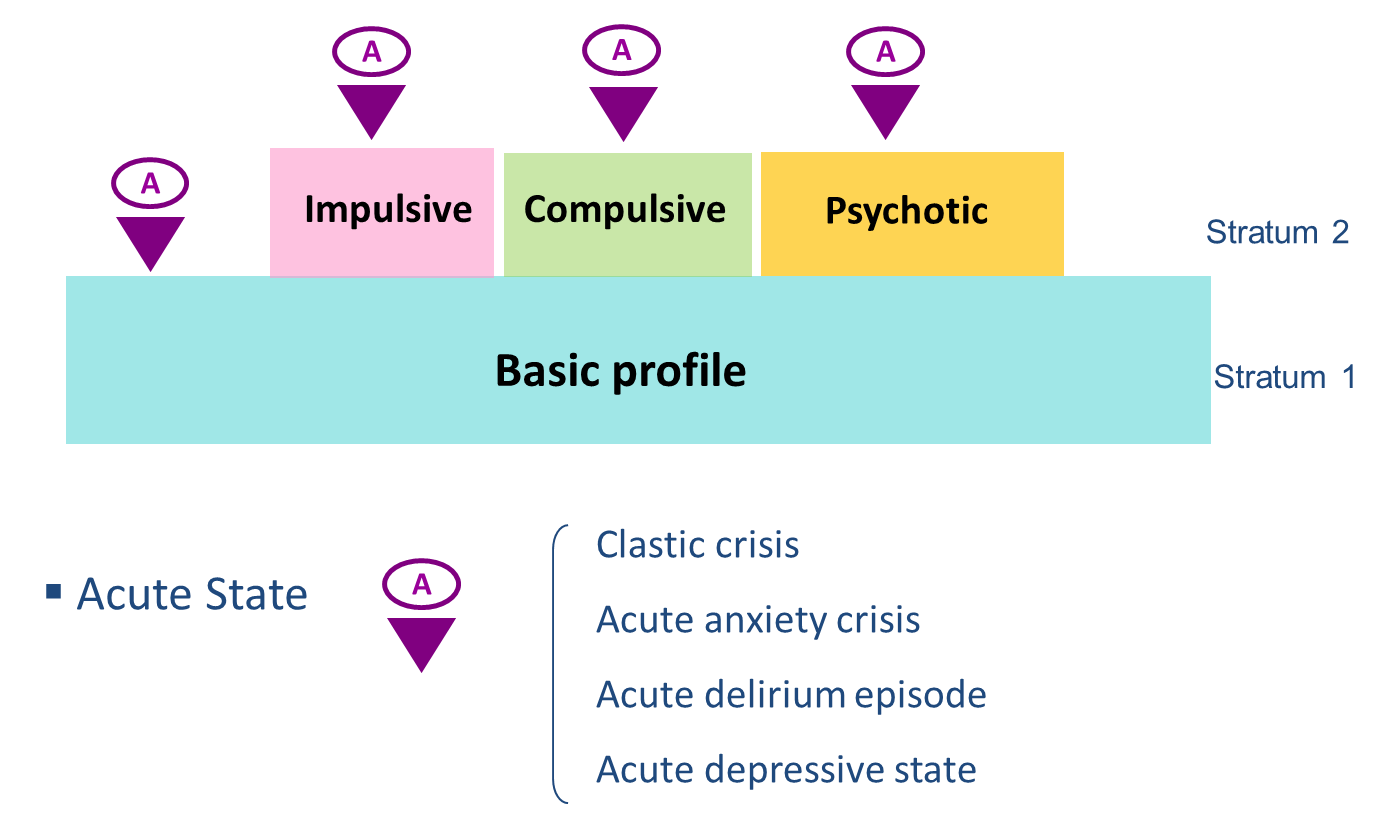 A
A
A
A
Impulsive
Compulsive
Psychotic
Stratum 2
Basic profile
Stratum 1
Acute State
A
Clastic crisis
Acute anxiety crisis
Acute delirium episode
Acute depressive state